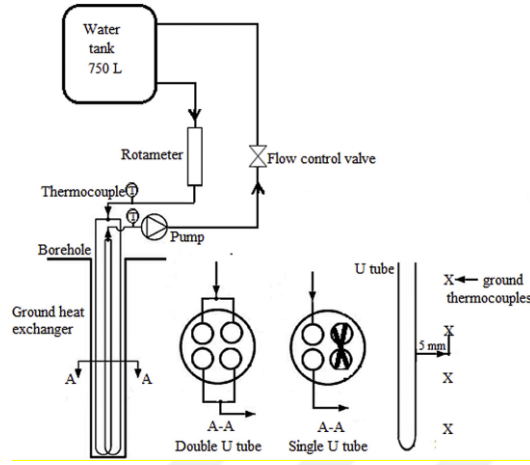 Water
tank
750 L
Rotameter
Flow control valve
Thermocouple
T
T
Pump
Borehole
Ground heat
exchanger
A
A
A-A
Double U tube
A-A
Single U tube
U tube
X
ground
thermocouples
X
5 mm
X
X